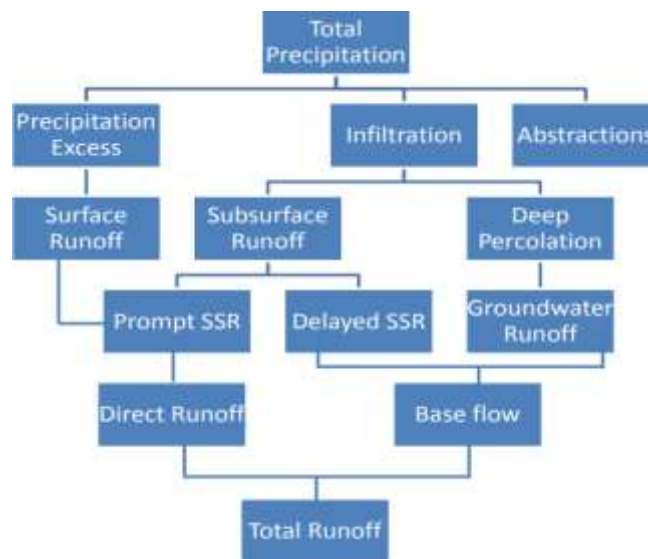 Total
Precipitation
Precipitation
Excess
Infiltration
Abstractions
Surface
Runoff
Subsurface
Runoff
Deep
Percolation
Prompt SSR
Delayed SSR
Groundwater
Runoff
Direct Runoff
Base flow
Total Runoff